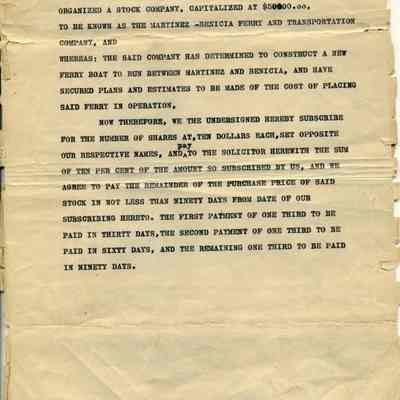 ORGANIZED A STOCK COMPANY, CAPITALIZED AT $50000.00.
TO BE KNOWN AS THE MARTINEZ -BENICIA FERRY AND TRANSPORTATION
COMPANY, AND
WHEREAS: THE SAID COMPANY HAS DETERMINED TO CONSTRUCT A NEW
FERRY BOAT TO RUN BETWEEN MARTINEZ AND BENICIA, AND HAVE
SECURED PLANS AND ESTIMATES TO BE MADE OF THE COST OF PLACING
SAID FERRY IN OPERATION.
NOW THEREFORE, WE THE UNDERSIGNED HEREBY SUBSCRIBE
FOR THE NUMBER OF SHARES AT,TEN DOLLARS EACH,SET OPPOSITE
pay
OUR RESPECTIVE NAMES, AND,TO THE SOLICITOR HEREWITH THE SUM
OF TEN PER CENT OF THE AMOUNT SO SUBSCRIBED BY US, AND WE
AGREE TO PAY THE REMAINDER OF THE PURCHASE PRICE OF SAID
STOCK IN NOT LESS THAN NINETY DAYS FROM DATE OF OUR
SUBSCRIBING HERETO. THE FIRST PAYMENT OF ONE THIRD TO BE
PAID IN THIRTY DAYS,THE SECOND PAYMENT OF ONE THIRD TO BE
PAID IN SIXTY DAYS, AND THE REMAINING ONE THIRD TO BE PAID
IN NINETY DAYS.